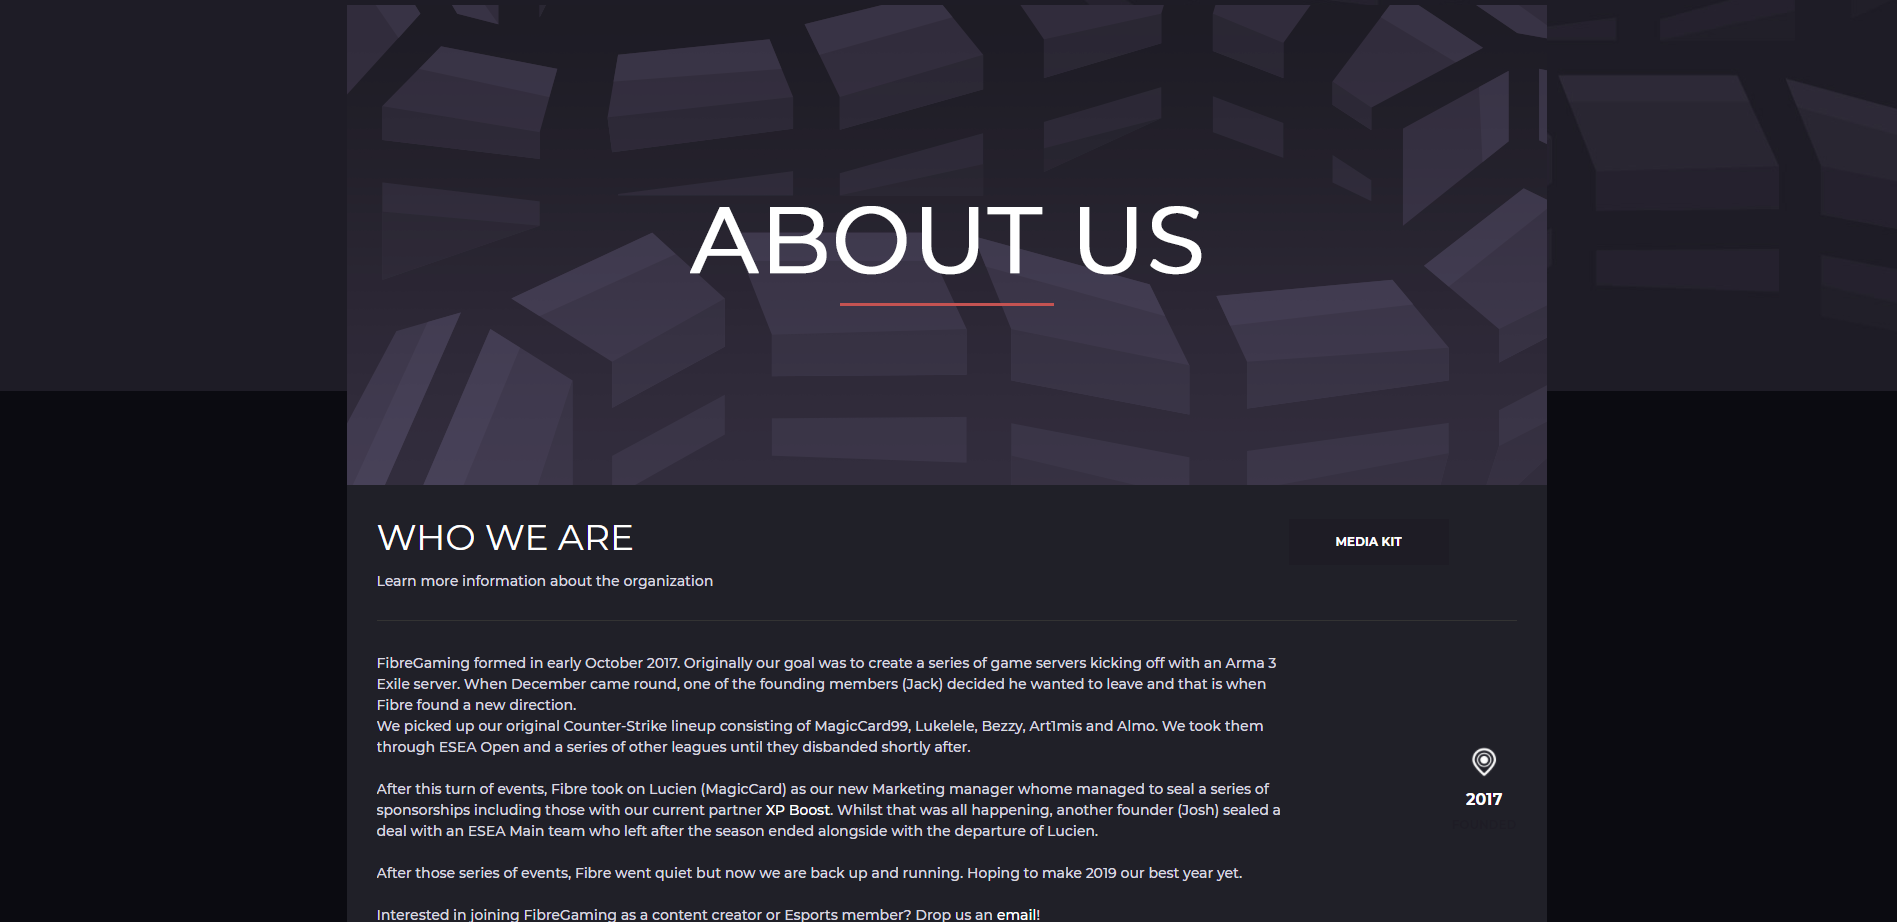 ABOUT US
WHO WE ARE
MEDIA KIT
Learn more information about the organization
FibreGaming formed in early October 2017. Originally our goal was to create a series of game servers kicking off with an Arma 3
Exile server. When December came round, one of the founding members (Jack) decided he wanted to leave and that is when
Fibre found a new direction.
We picked up our original Counter-Strike lineup consisting of MagicCard99, Lukelele, Bezzy, Art1mis and Almo. We took them
through ESEA Open and a series of other leagues until they disbanded shortly after.
After this turn of events, Fibre took on Lucien (MagicCard) as our new Marketing manager whome managed to seal a series of
sponsorships including those with our current partner XP Boost. Whilst that was all happening, another founder (Josh) sealed a
deal with an ESEA Main team who left after the season ended alongside with the departure of Lucien.
After those series of events, Fibre went quiet but now we are back up and running. Hoping to make 2019 our best year yet.
Interested in joining FibreGaming as a content creator or Esports member? Drop us an email!
2017